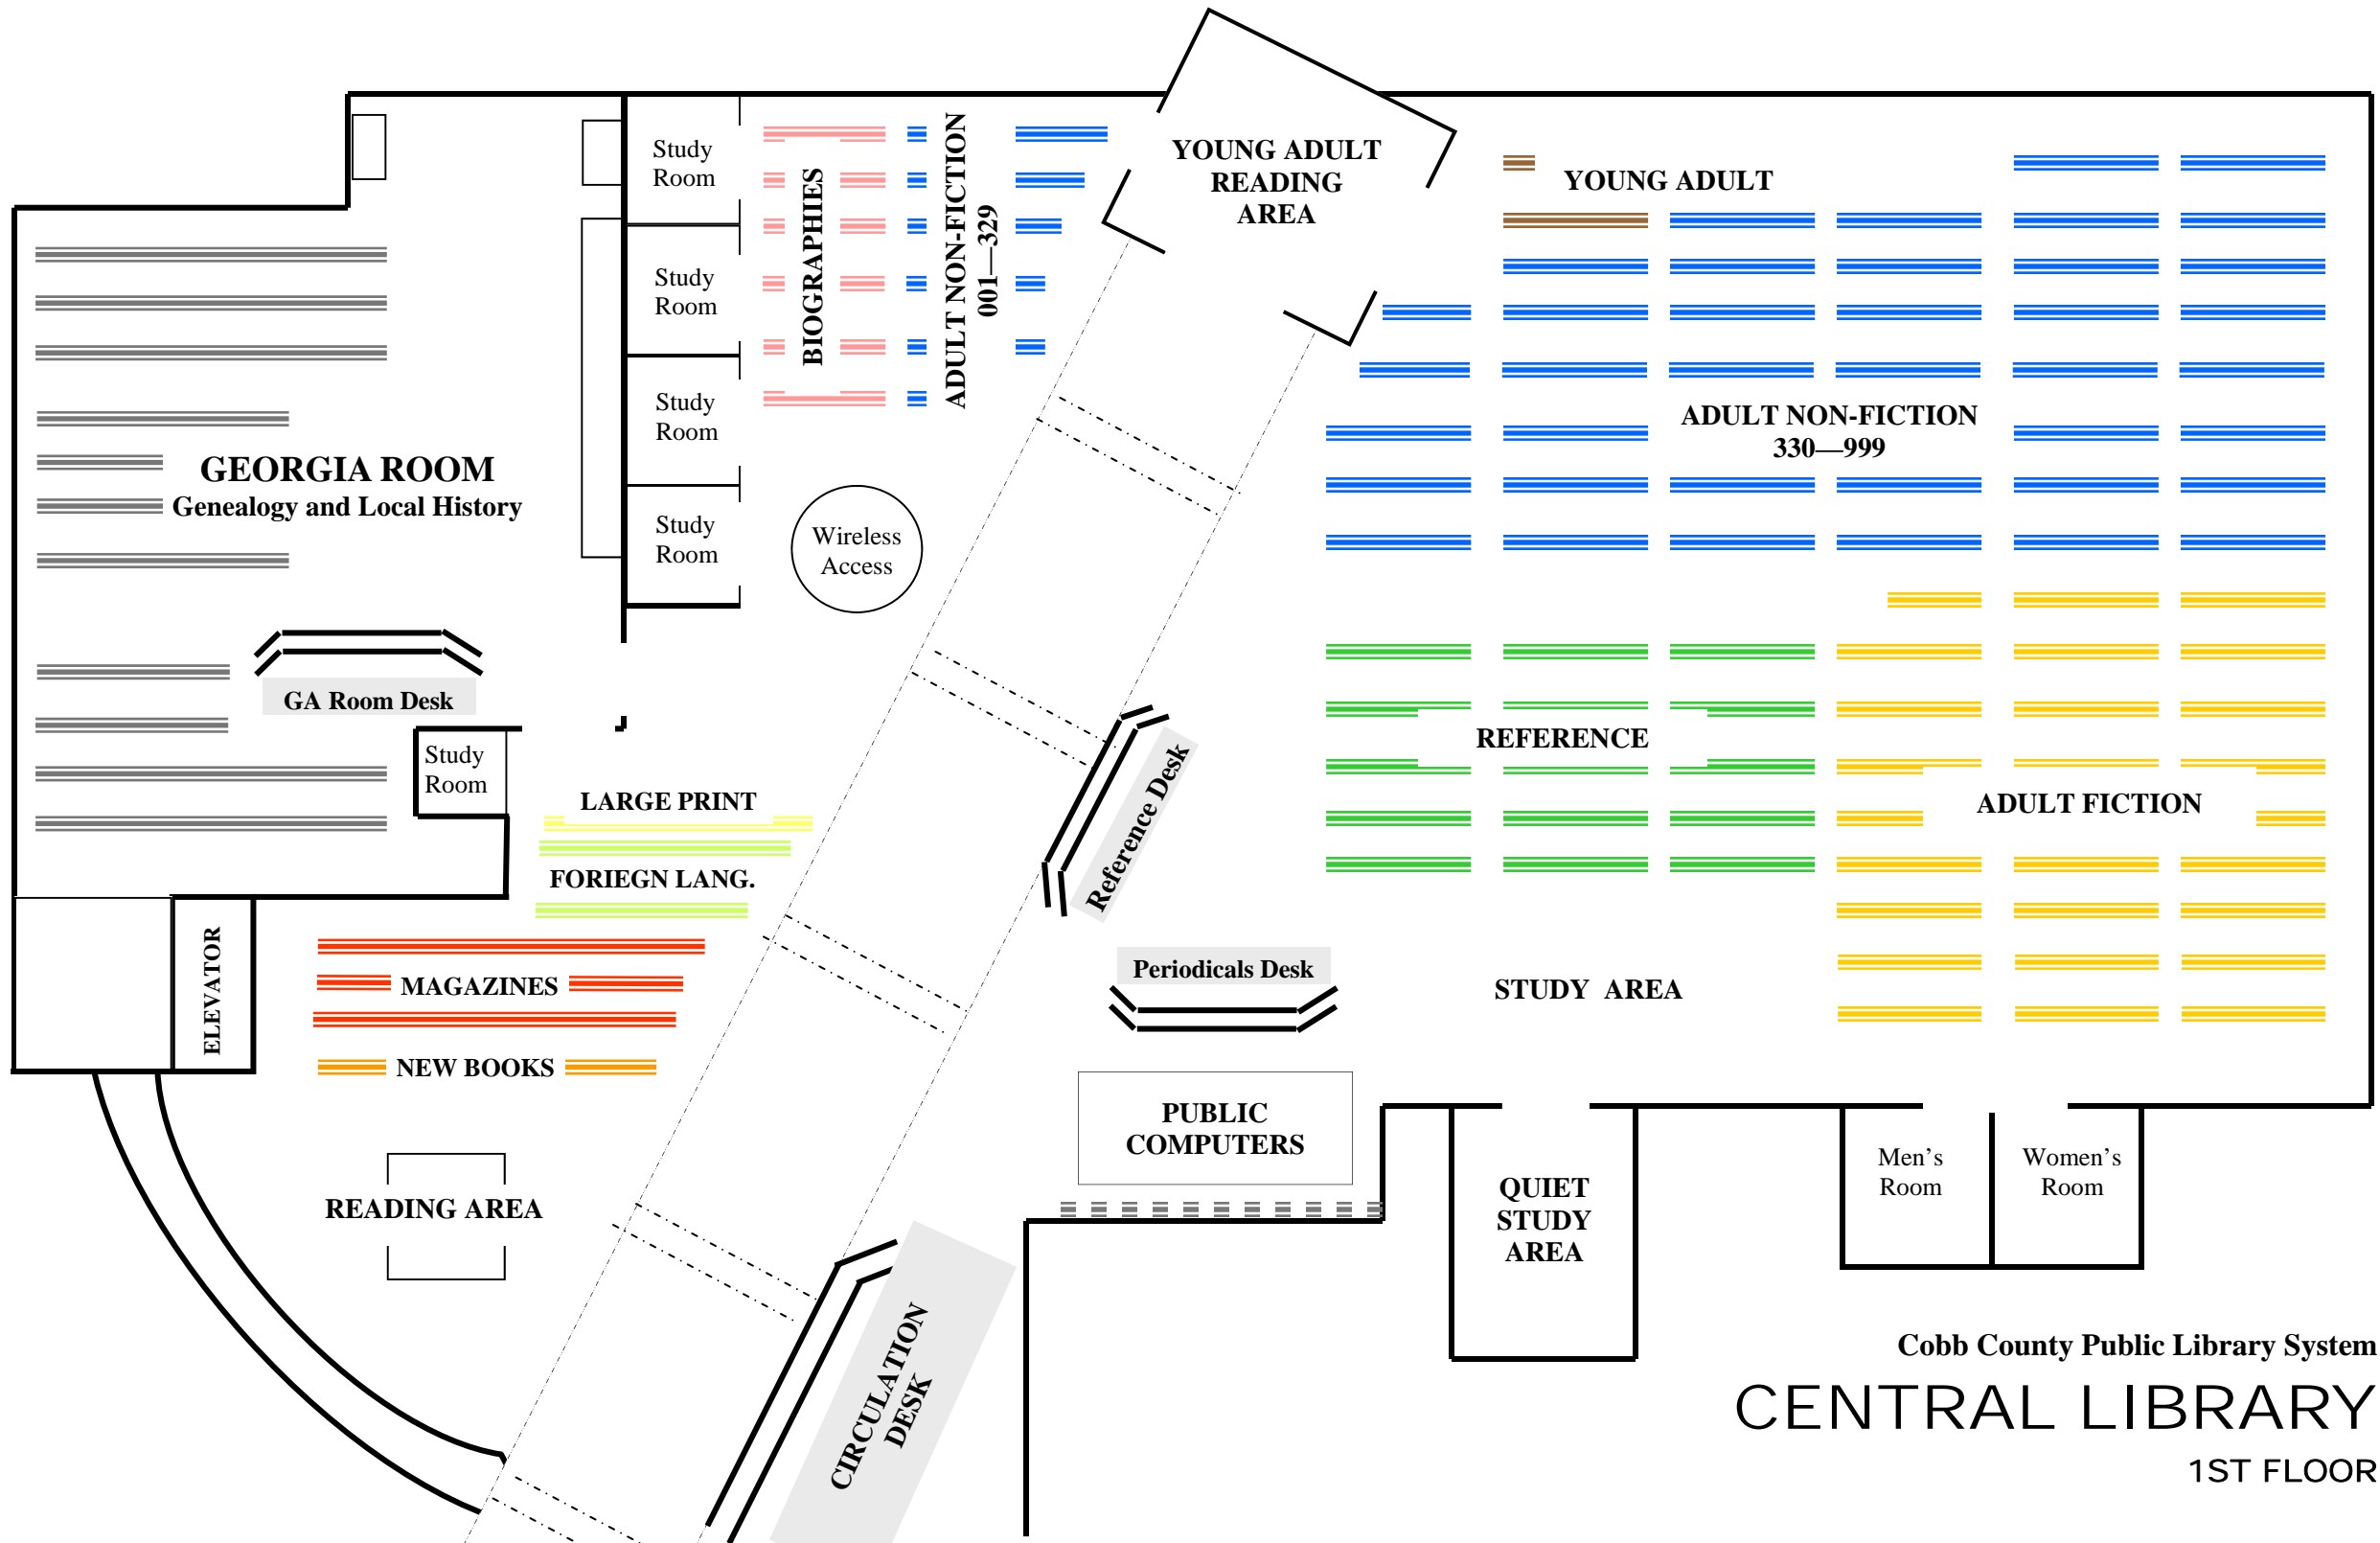 Study
Room
Study
Room
Study
Room
Study
Room
BIOGRAPHIES
ADULT NON-FICTION
001—329
YOUNG ADULT
READING
AREA
YOUNG ADULT
ADULT NON-FICTION
330—999
GEORGIA ROOM
Genealogy and Local History
Wireless
Access
GA Room Desk
Study
Room
LARGE PRINT
FORIEGN LANG.
Reference Desk
REFERENCE
ADULT FICTION
ELEVATOR
MAGAZINES
NEW BOOKS
Periodicals Desk
STUDY AREA
PUBLIC
COMPUTERS
READING AREA
QUIET
STUDY
AREA
Men's
Room
Women's
Room
CIRCULATION
DESK
Cobb County Public Library System
CENTRAL LIBRARY
1ST FLOOR